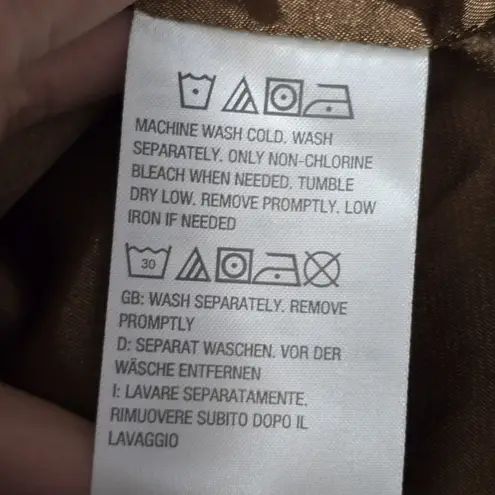 MACHINE WASH COLD. WASH
SEPARATELY. ONLY NON-CHLORINE
BLEACH WHEN NEEDED. TUMBLE
DRY LOW. REMOVE PROMPTLY. LOW
IRON IF NEEDED
30
GB: WASH SEPARATELY. REMOVE
PROMPTLY
D: SEPARAT WASCHEN. VOR DER
WÄSCHE ENTFERNEN
I: LAVARE SEPARATAMENTE.
RIMUOVERE SUBITO DOPO IL
LAVAGGIO